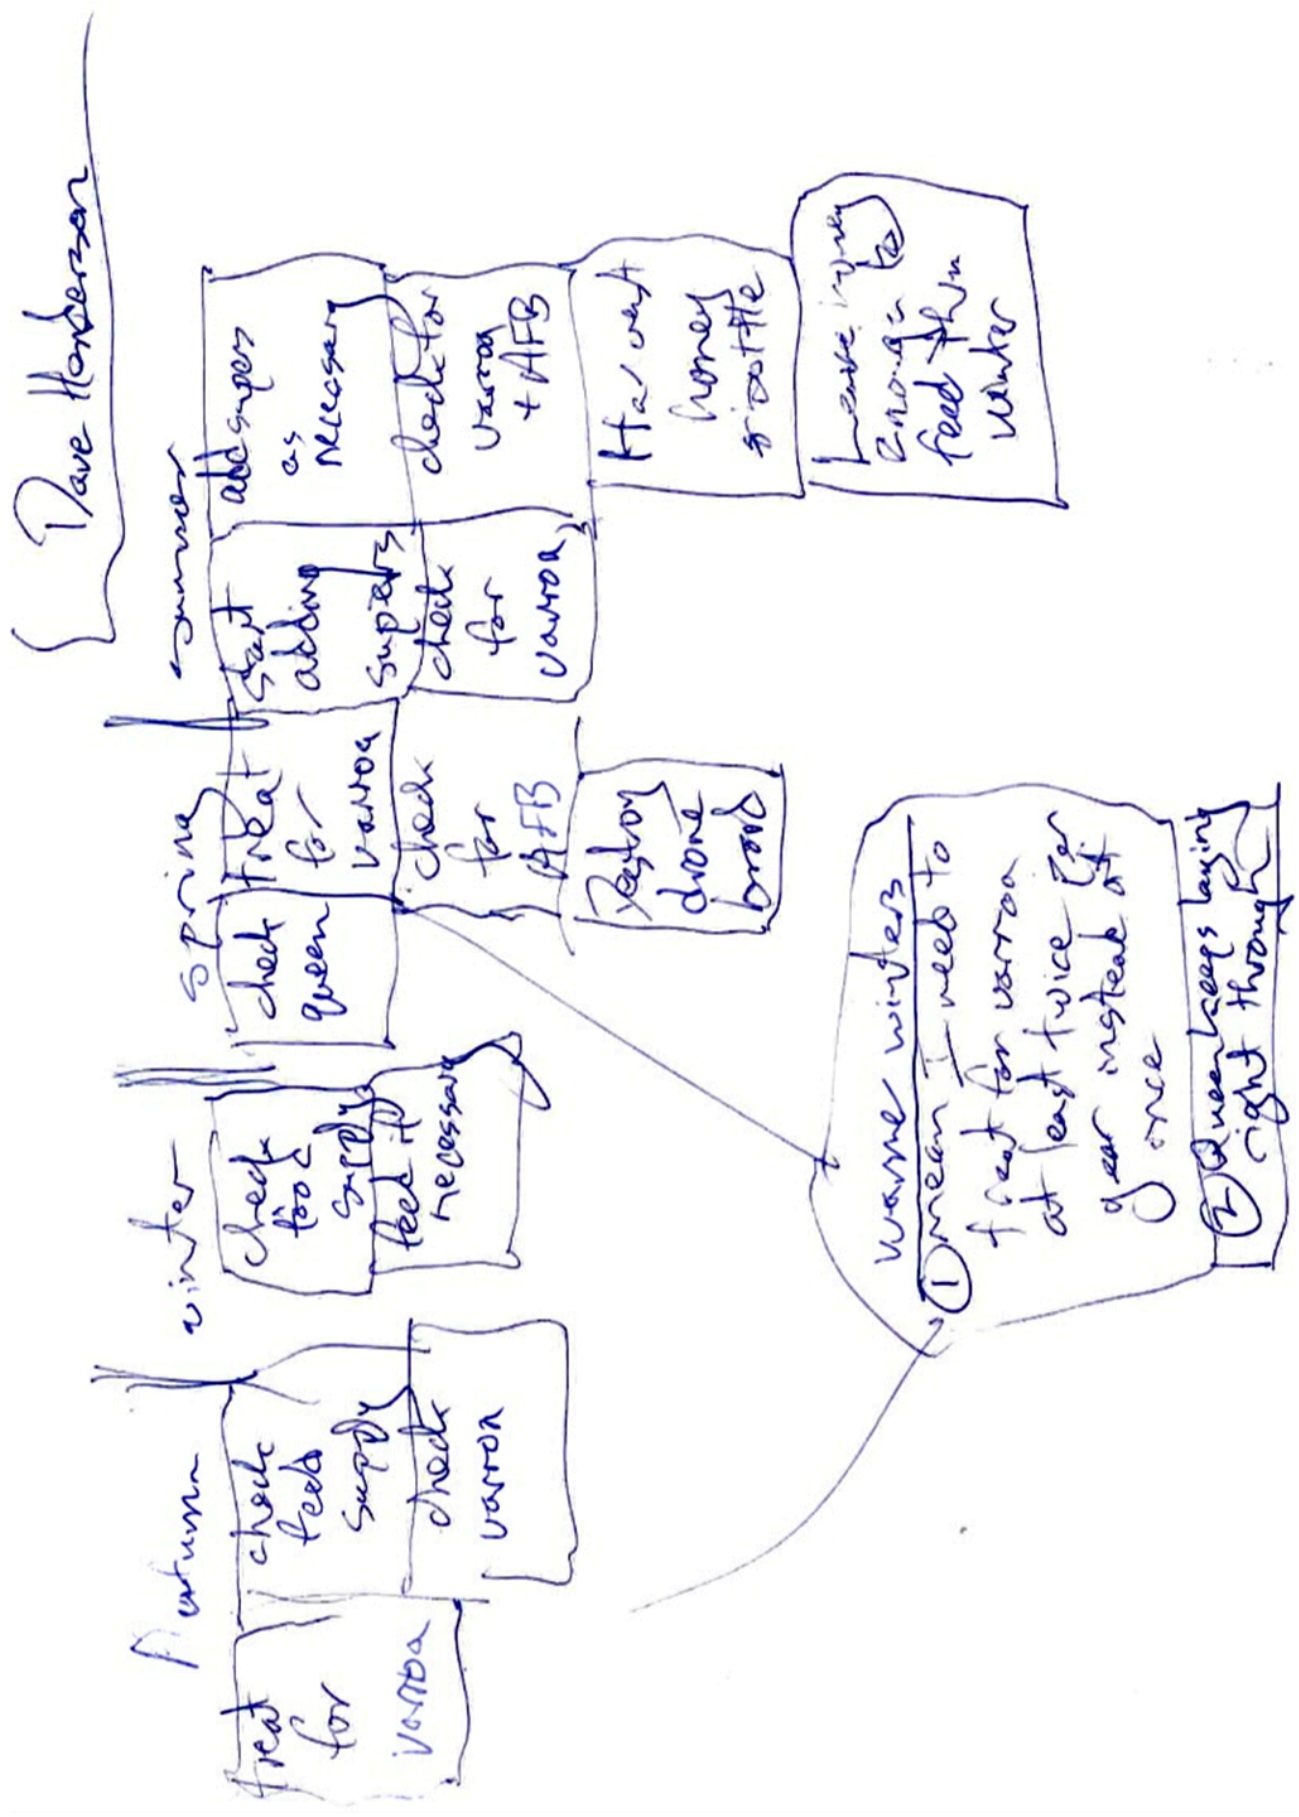 Dave Henderson
Autumn
winter
spring
summer
treat
for
varroa
check
feed
supply
check
varroa
check
food
supply
feed if
necessary
check
queen
treat
for
varroa
check
for
AFB
Destroy
drone
brood
start
adding
supers
check
for
varroa
add supers
as
necessary
check for
varroa
+ AFB
Harvest
honey
+ bottle
Leave honey
enough to
feed thru
winter
warme winters
① mean I need to
treat for varroa
at least twice per
year instead of
once
② Queen keeps laying
right through